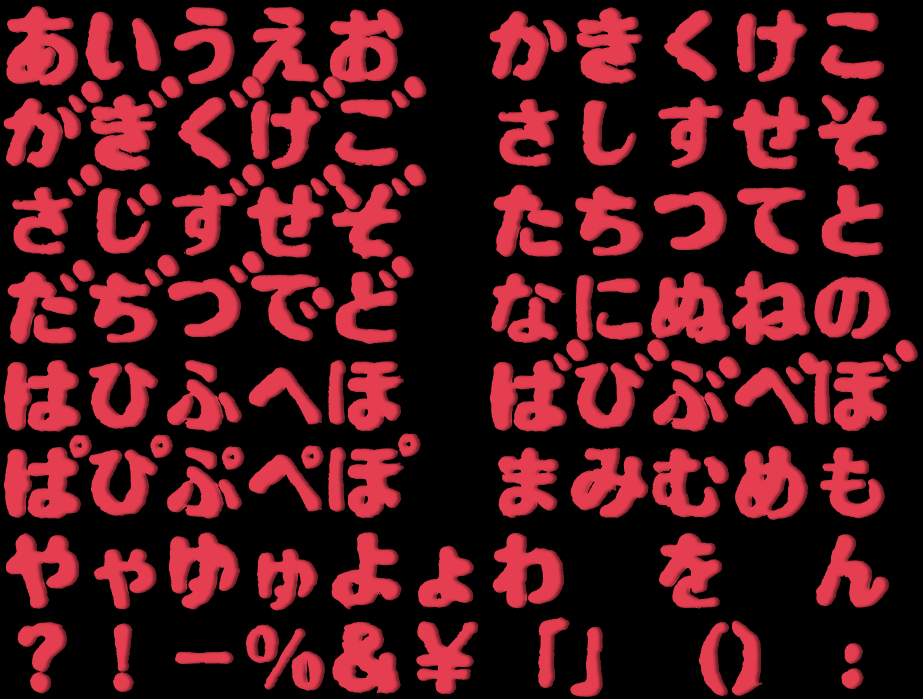 あいうえお かきくけこ
がぎぐげご さしすせそ
ざじずぜぞ たちつてと
だぢづでど なにぬねの
はひふへほ ばびぶべぼ
ぱぴぷぺぽ まみむめも
やゃゆゅよょわ を ん
?!ー%&¥「」 () :